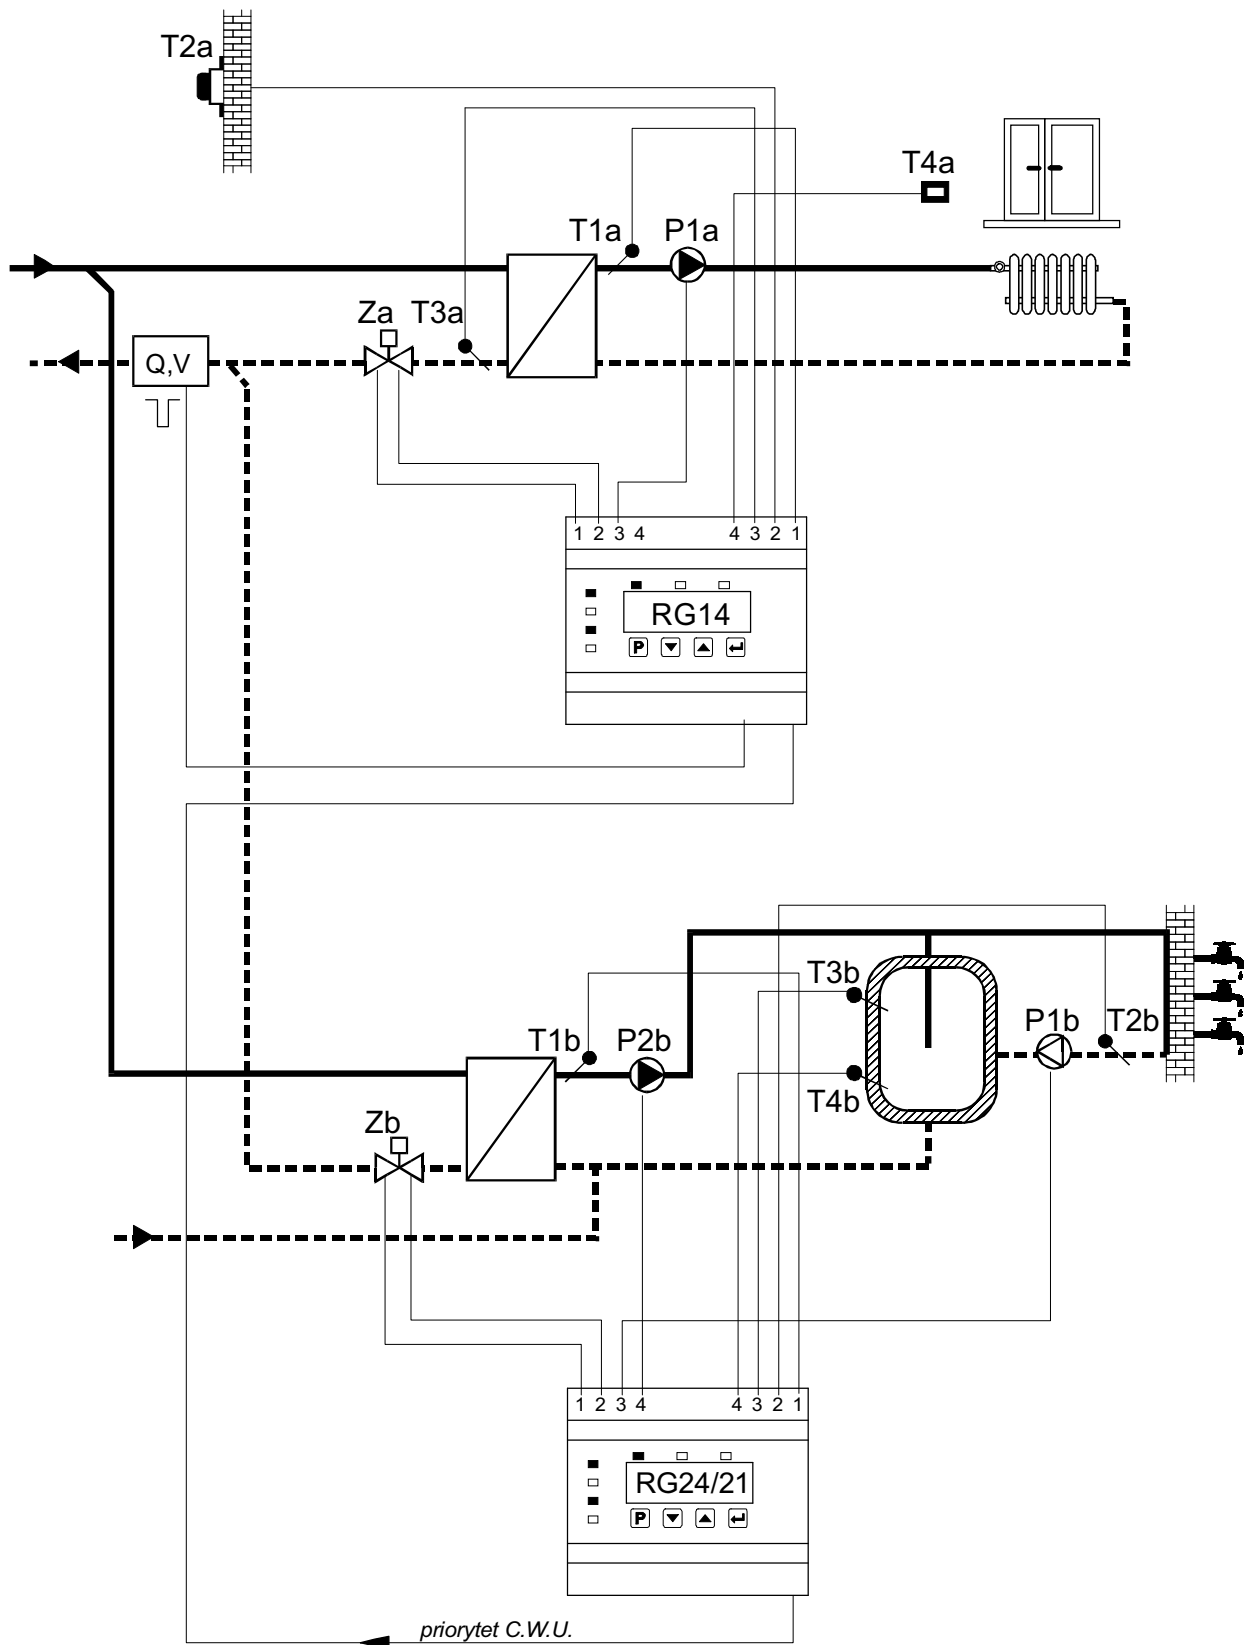 T2a
T4a
T1a P1a
Za T3a
Q,V
1 2 3 4 4 3 2 1
RG14
P
T3b
P1b T2b
T1b P2b
T4b
Zb
1 2 3 4 4 3 2 1
RG24/21
P
priorytet C.W.U.